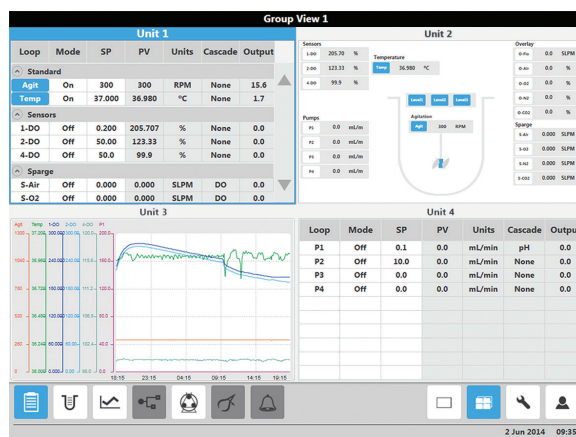 Group View 1
Unit 1
Loop Mode SP PV Units Cascade Output
Standard
Agit On 300 300 RPM None 15.6
Temp On 37.000 36.980 ºC None 1.7
Sensors
1-DO Off 0.200 205.707 % None 0.0
2-DO Off 50.00 123.33 % None 0.0
4-DO Off 50.0 99.9 % None 0.0
Sparge
S-Air Off 0.000 0.000 SLPM DO 0.0
S-O2 Off 0.000 0.000 SLPM None 0.0
Unit 2
Sensors
1-DO 205.70 %
2-DO 123.33 %
4-DO 99.9 %
Temperature
Temp 36.980 ºC
Pumps
P1 0.0 mL/m
P2 0.0 mL/m
P3 0.0 mL/m
P4 0.0 mL/m
Level1 Level2 Level3
Agitation
Agit 300 RPM
Overlay
0.0 SLPM
O-Air 0.0 %
O-O2 0.0 %
O-N2 0.0 %
O-CO2 0.0 %
Sparge
S-Air 0.000 SLPM
S-O2 0.000 SLPM
S-N2 0.000 SLPM
S-CO2 0.000 SLPM
Unit 3
Agt Temp 1-DO 2-DO P1
18:15 23:15 04:15 09:15 14:15 19:15
Unit 4
Loop Mode SP PV Units Cascade Output
P1 Off 0.1 0.0 mL/min pH 0.0
P2 Off 10.0 0.0 mL/min None 0.0
P3 Off 0.0 0.0 mL/min None 0.0
P4 Off 0.0 0.0 mL/min None 0.0
2 Jun 2014 09:35